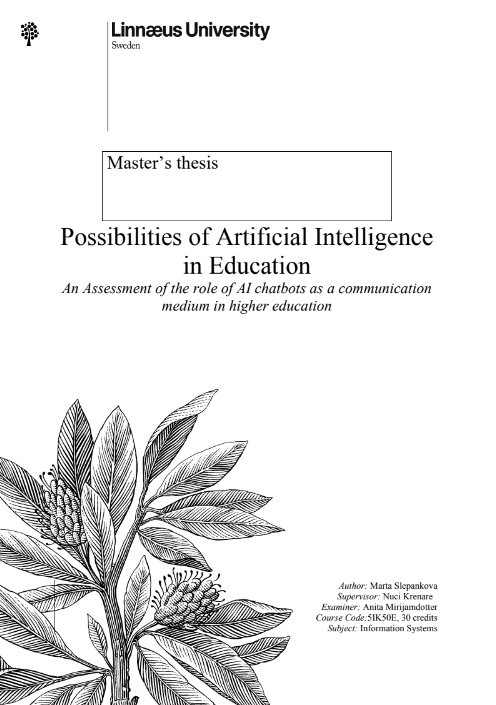 Linnæus University
Sweden
Master's thesis
Possibilities of Artificial Intelligence
in Education
An Assessment of the role of AI chatbots as a communication
medium in higher education
Author: Marta Slepankova
Supervisor: Nuci Krenare
Examiner: Anita Mirijamdotter
Course Code:5IK50E, 30 credits
Subject: Information Systems